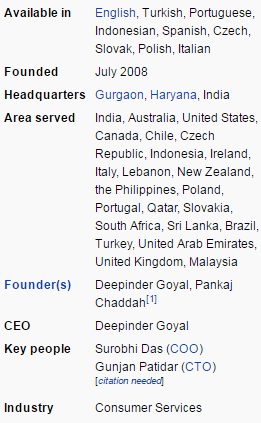 Available in English, Turkish, Portuguese,
Indonesian, Spanish, Czech,
Slovak, Polish, Italian
Founded July 2008
Headquarters Gurgaon, Haryana, India
Area served India, Australia, United States,
Canada, Chile, Czech
Republic, Indonesia, Ireland,
Italy, Lebanon, New Zealand,
the Philippines, Poland,
Portugal, Qatar, Slovakia,
South Africa, Sri Lanka, Brazil,
Turkey, United Arab Emirates,
United Kingdom, Malaysia
Founder(s) Deepinder Goyal, Pankaj
Chaddah[1]
CEO Deepinder Goyal
Key people Surobhi Das (COO)
Gunjan Patidar (CTO)
[citation needed]
Industry Consumer Services